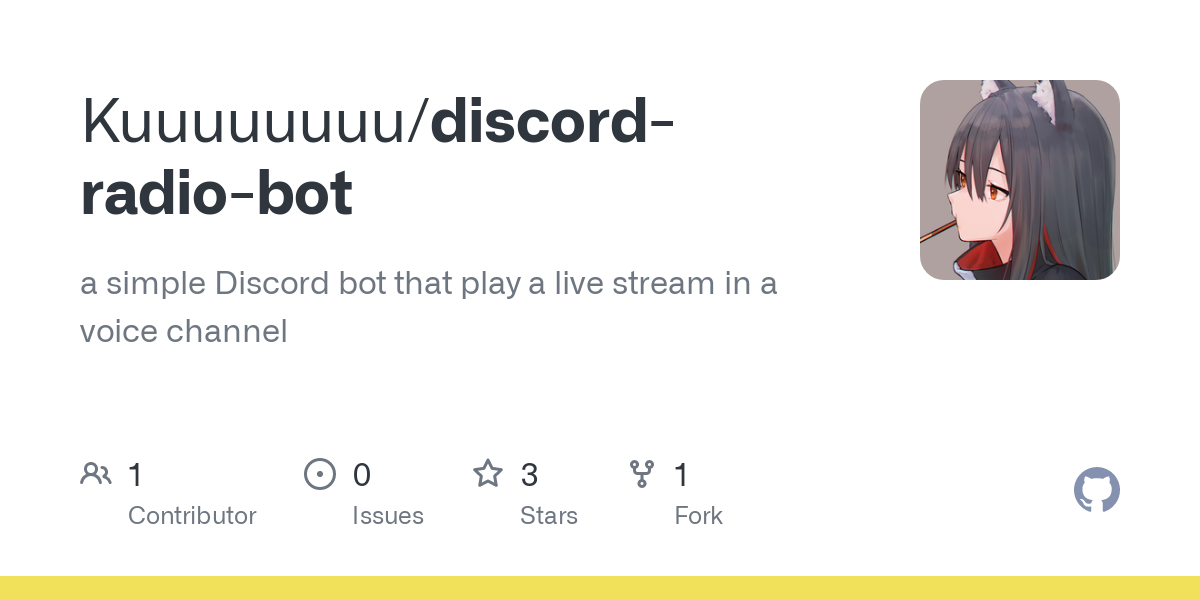 Kuuuuuuuu/discord-
radio-bot
a simple Discord bot that play a live stream in a
voice channel
1 0 3 1
Contributor Issues Stars Fork